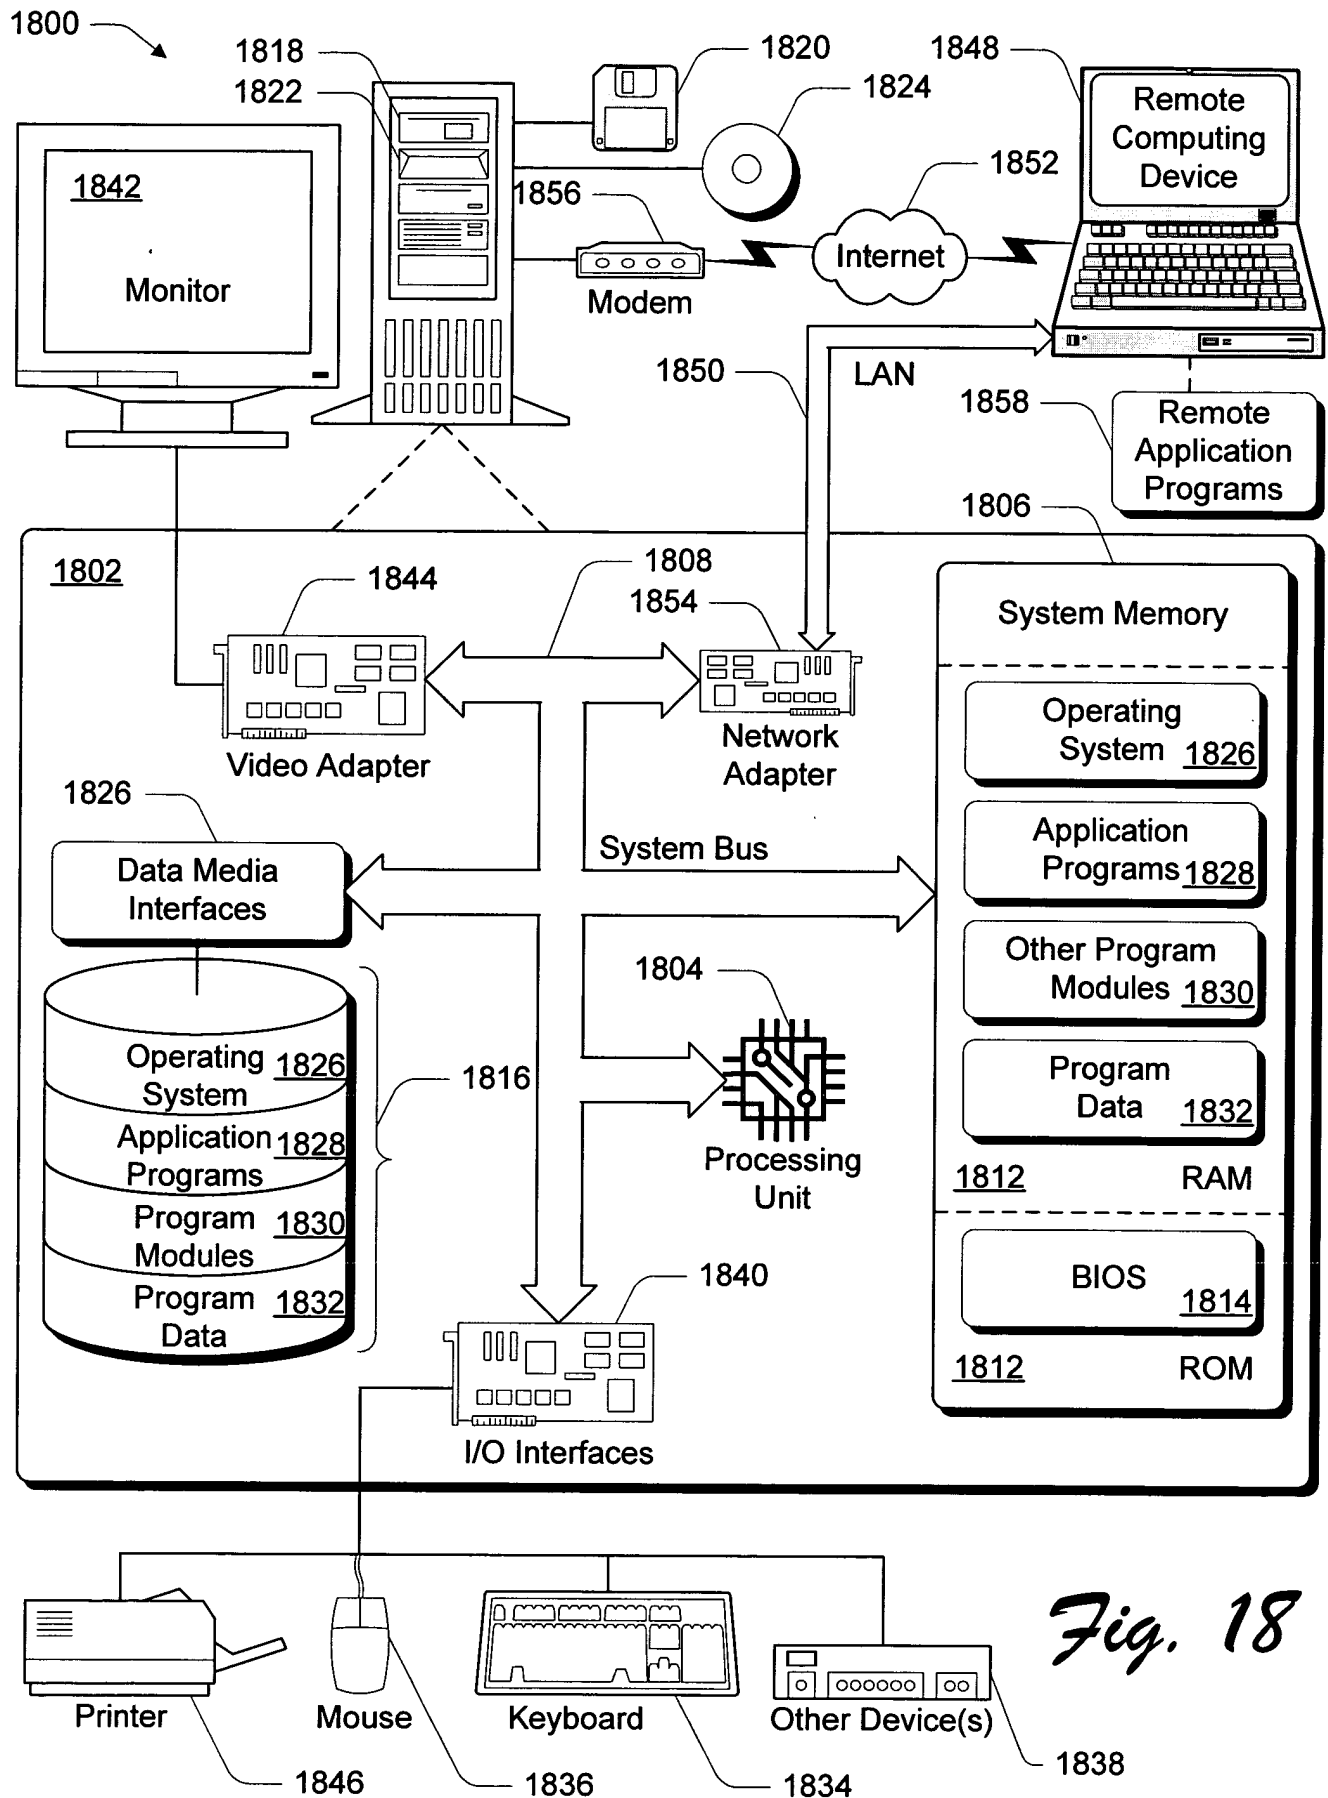 1800
1818
1822
1820
1824
1848
1842
Monitor
1856
Modem
1852
Internet
Remote
Computing
Device
1850
LAN
1858
Remote
Application
Programs
1802
1844
Video Adapter
1808
1854
Network
Adapter
1806
System Memory
Operating
System 1826
Application
Programs 1828
Other Program
Modules 1830
Program
Data 1832
1812 RAM
BIOS
1814
1812 ROM
1826
Data Media
Interfaces
System Bus
1804
Processing
Unit
Operating
System 1826
Application
Programs 1828
Program
Modules 1830
Program
Data 1832
1816
1840
I/O Interfaces
Printer
1846
Mouse
1836
Keyboard
1834
Other Device(s)
1838
Fig. 18